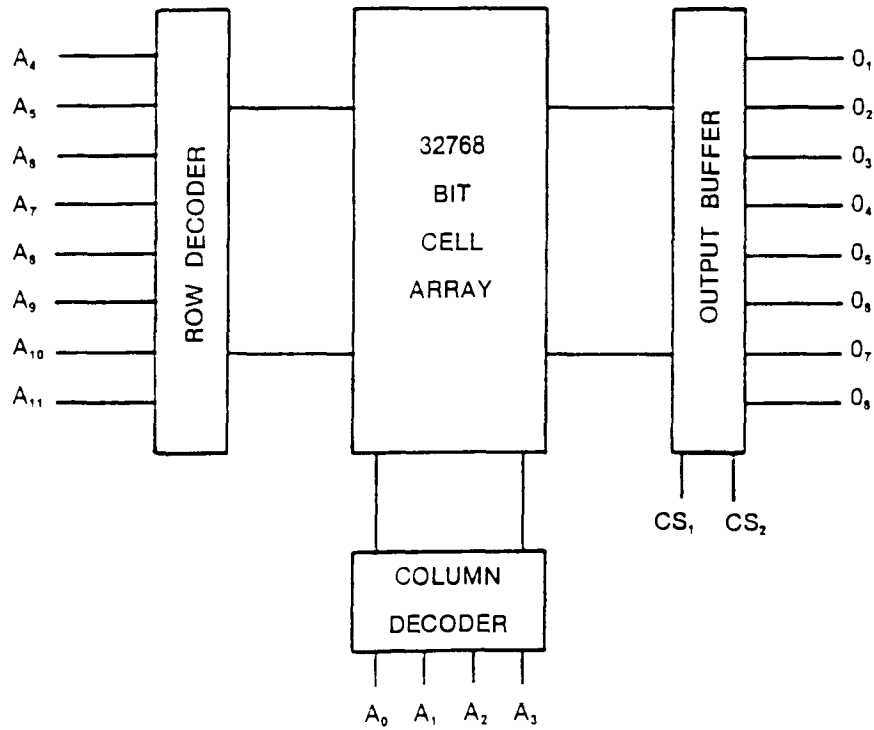 A₄
A₅
A₆
A₇
A₈
A₉
A₁₀
A₁₁
ROW DECODER
32768
BIT
CELL
ARRAY
OUTPUT BUFFER
O₁
O₂
O₃
O₄
O₅
O₆
O₇
O₈
CS₁ CS₂
COLUMN
DECODER
A₀ A₁ A₂ A₃